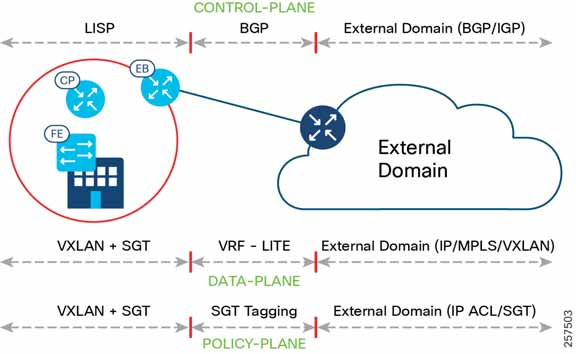 CONTROL-PLANE
LISP BGP External Domain (BGP/IGP)
EB
CP
FE
External
Domain
VXLAN + SGT VRF - LITE External Domain (IP/MPLS/VXLAN)
DATA-PLANE
VXLAN + SGT SGT Tagging External Domain (IP ACL/SGT)
POLICY-PLANE
257503